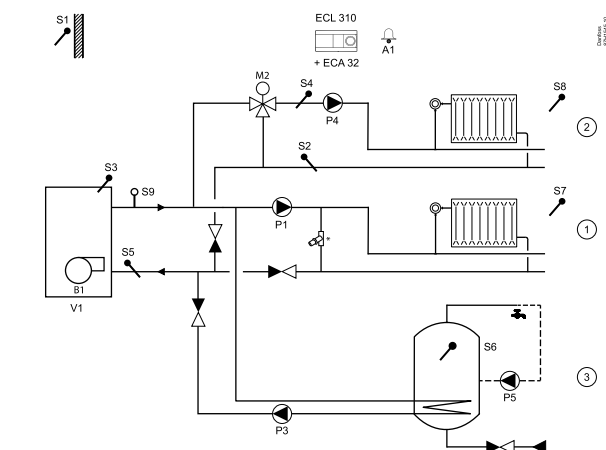 S1
ECL 310
A1
+ ECA 32
Danfoss
M2
S4
P4
S8
2
S2
S3
S9
P1
*
S7
1
S5
B1
V1
S6
P5
3
P3